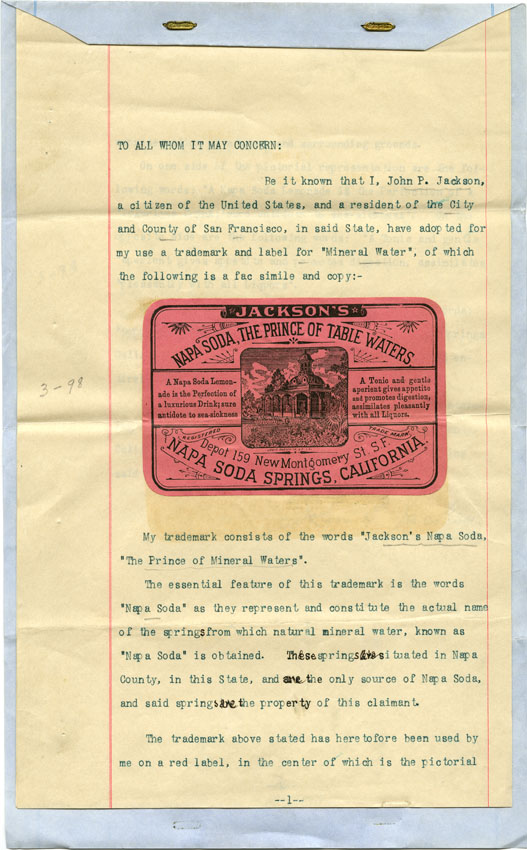 TO ALL WHOM IT MAY CONCERN:
Be it known that I, John P. Jackson,
a citizen of the United States, and a resident of the City
and County of San Francisco, in said State, have adopted for
my use a trademark and label for "Mineral Water", of which
the following is a fac simile and copy:-
JACKSON'S
NAPA SODA, THE PRINCE OF TABLE WATERS
A Napa Soda Lemon-
ade is the Perfection of
a luxurious Drink; sure
antidote to sea-sickness
A Tonic and gentle
aperient gives appetite
and promotes digestion,
assimilates pleasantly
with all Liquors.
REGISTERED
TRADE MARK
Depot 159 New Montgomery St. S.F.
NAPA SODA SPRINGS, CALIFORNIA.
3-98
My trademark consists of the words "Jackson's Napa Soda,
"The Prince of Mineral Waters".
The essential feature of this trademark is the words
"Napa Soda" as they represent and constitute the actual name
of the springs from which natural mineral water, known as
"Napa Soda" is obtained. These springs are situated in Napa
County, in this State, and are the only source of Napa Soda,
and said springs are the property of this claimant.
The trademark above stated has heretofore been used by
me on a red label, in the center of which is the pictorial
--1--